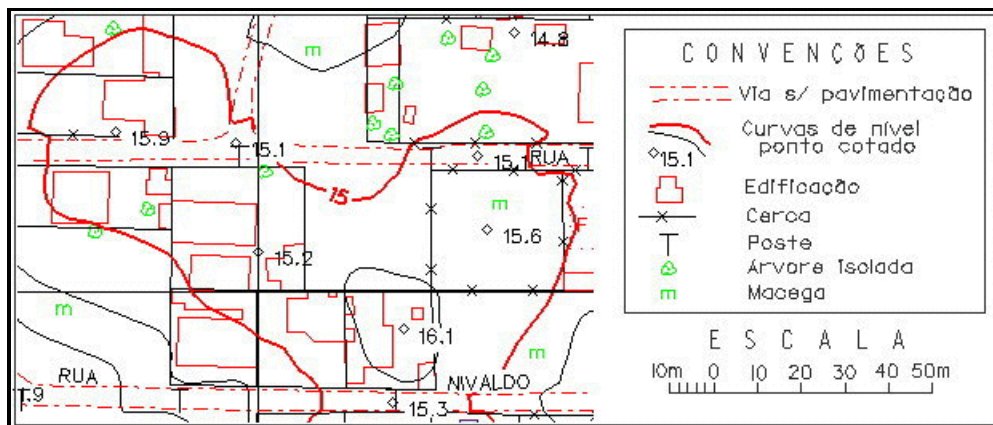 m
14.8
15.9
15.1
15.1
RUA
15
m
15.6
15.2
m
16.1
m
RUA
NIVALDO
1.9
15.3
CONVENÇÕES
Via s/ pavimentação
Curvas de nível
ponto cotado
15.1
Edificação
Cerca
Poste
Árvore Isolada
m Macega
ESCALA
10m 0 10 20 30 40 50m